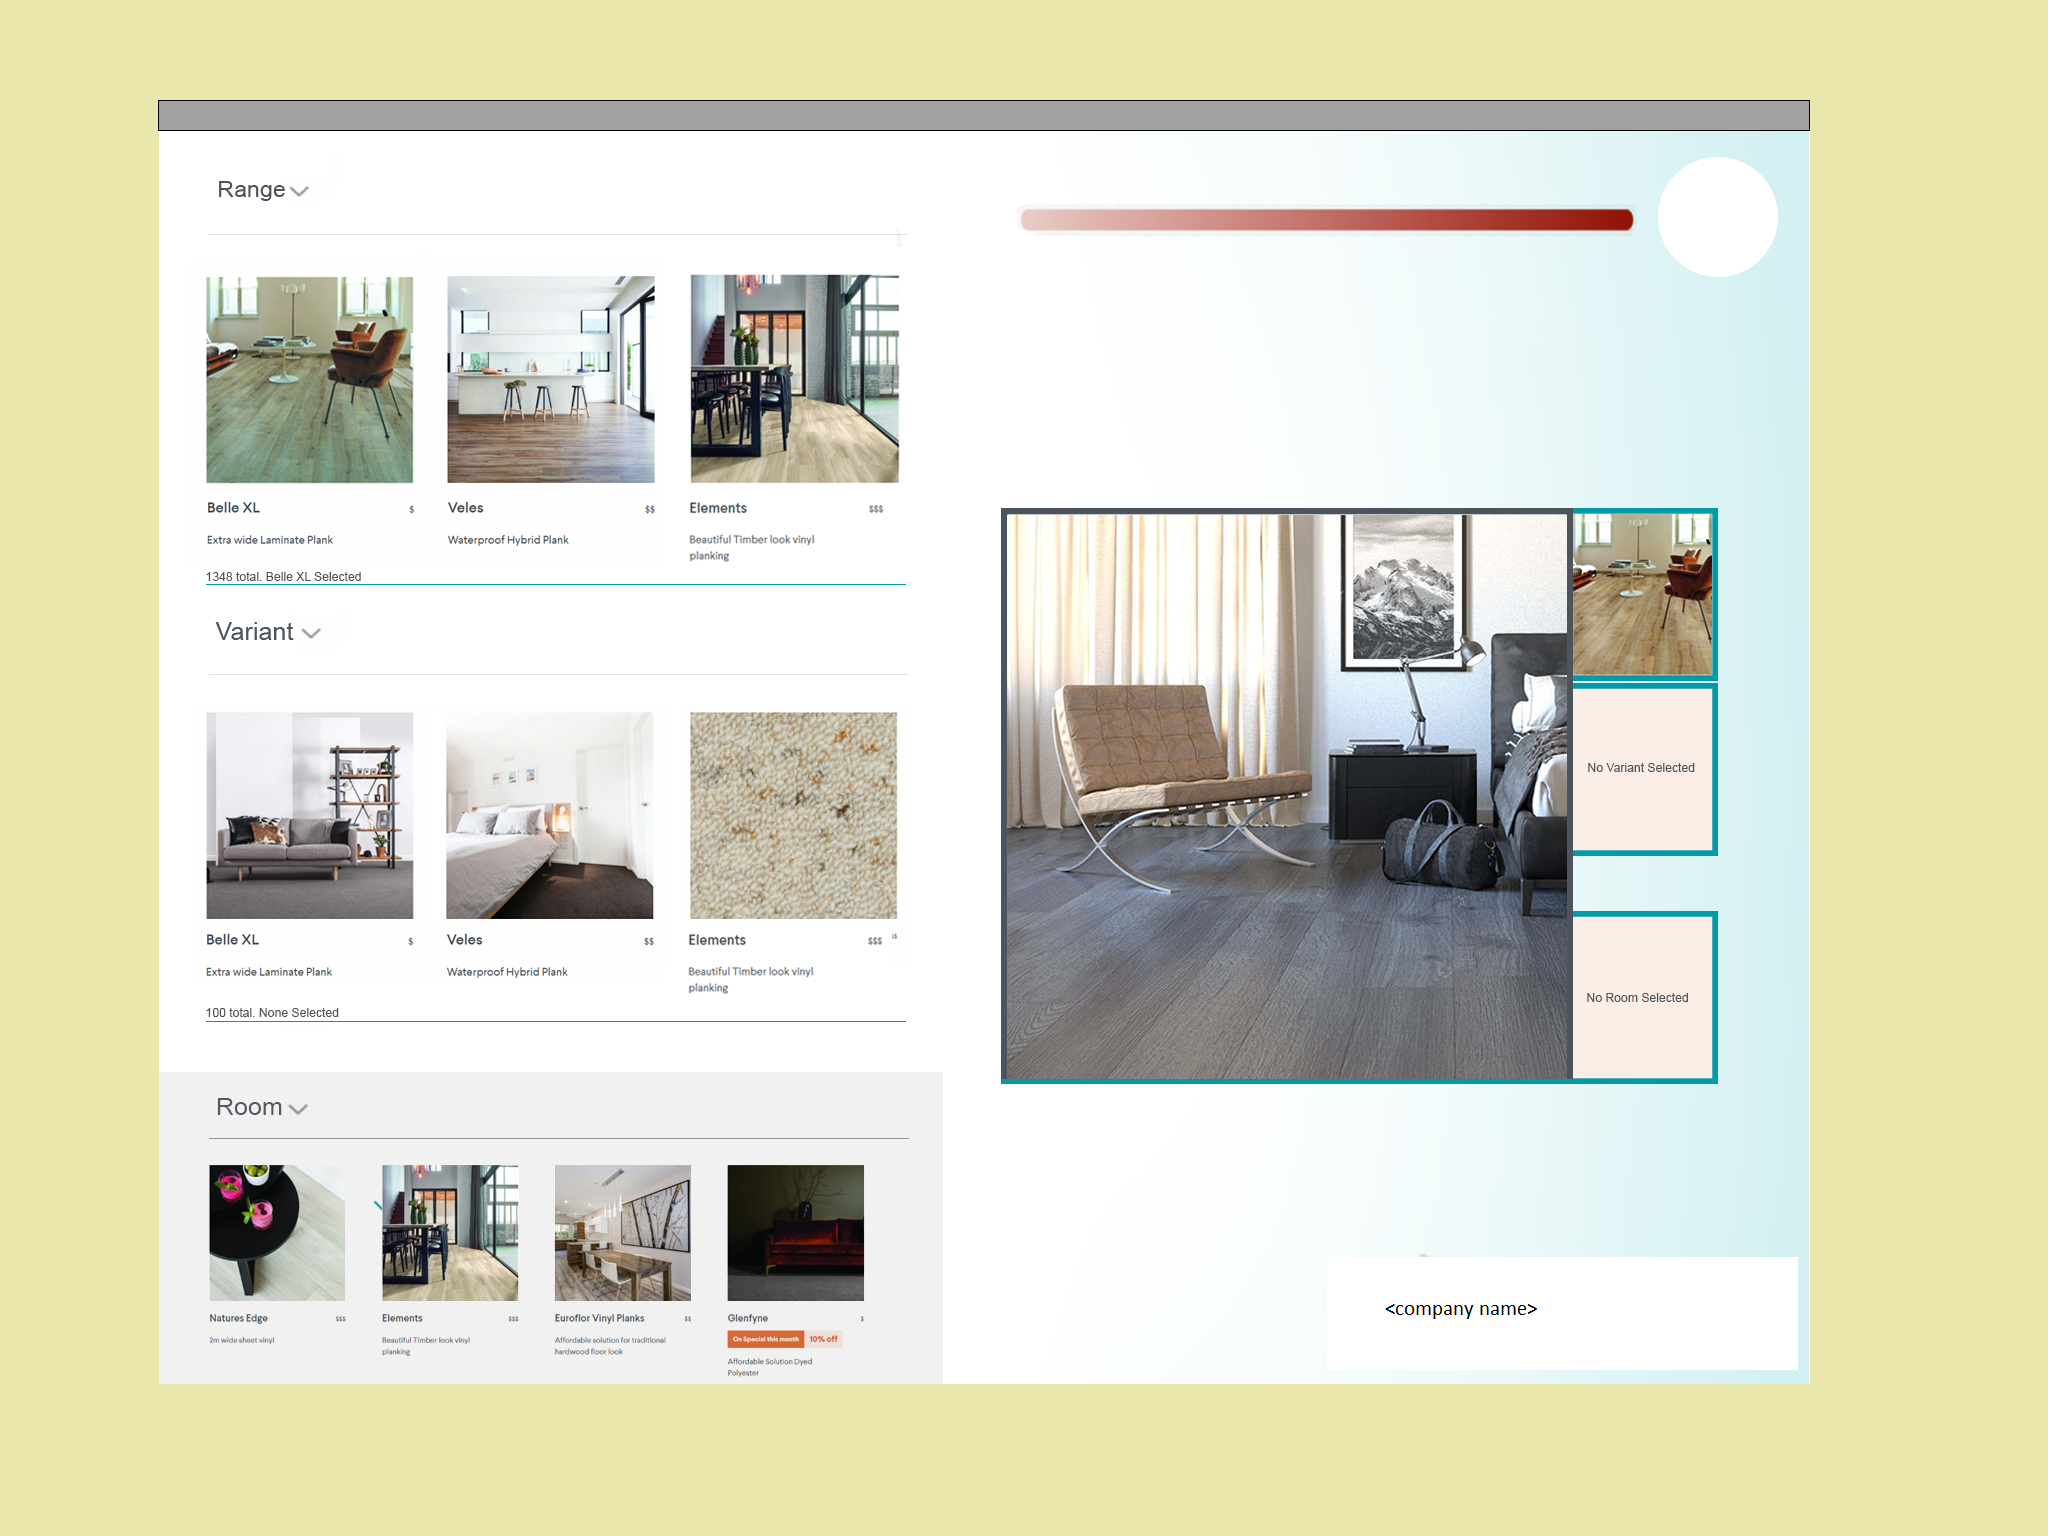 Range
Belle XL $
Extra wide Laminate Plank
Veles $$
Waterproof Hybrid Plank
Elements $$$
Beautiful Timber look vinyl
planking
1348 total. Belle XL Selected
Variant
Belle XL $
Extra wide Laminate Plank
Veles $$
Waterproof Hybrid Plank
Elements $$$
Beautiful Timber look vinyl
planking
100 total. None Selected
Room
Natures Edge $$$
2m wide sheet vinyl
Elements $$$
Beautiful Timber look vinyl
planking
Euroflor Vinyl Planks $$
Affordable solution for traditional
hardwood floor look
Glenfyne $
On Special this month 10% off
Affordable Solution Dyed
Polyester
No Variant Selected
No Room Selected
<company name>